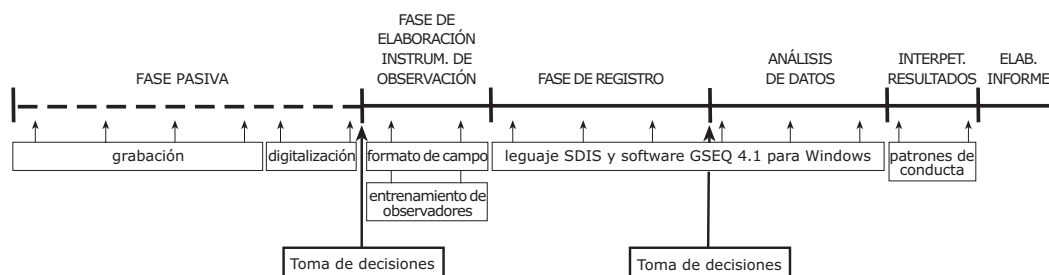 FASE PASIVA
FASE DE
ELABORACIÓN
INSTRUM. DE
OBSERVACIÓN)
FASE DE REGISTRO
ANÁLISIS
DE DATOS
INTERPET.
RESULTADOS
ELAB.
INFORME
grabación
digitalización
formato de campo
entrenamiento de
observadores
leguaje SDIS y software GSEQ 4.1 para Windows
patrones de
conducta
Toma de decisiones
Toma de decisiones